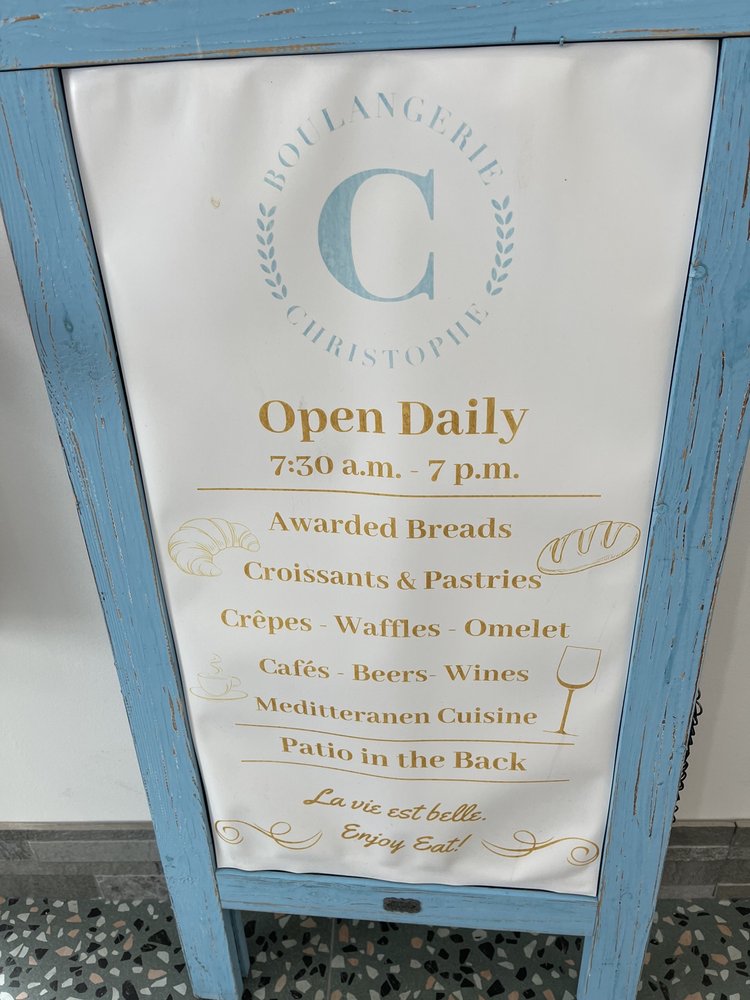 BOULANGERIE
C
CHRISTOPHE
Open Daily
7:30 a.m. - 7 p.m.
Awarded Breads
Croissants & Pastries
Crêpes - Waffles - Omelet
Cafés - Beers- Wines
Meditteranen Cuisine
Patio in the Back
La vie est belle.
Enjoy Eat!